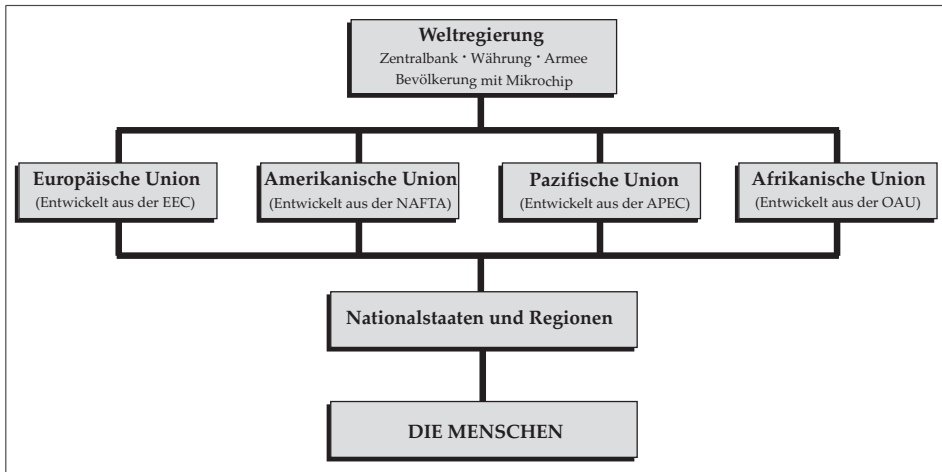 Weltregierung
Zentralbank · Währung · Armee
Bevölkerung mit Mikrochip
Europäische Union
(Entwickelt aus der EEC)
Amerikanische Union
(Entwickelt aus der NAFTA)
Pazifische Union
(Entwickelt aus der APEC)
Afrikanische Union
(Entwickelt aus der OAU)
Nationalstaaten und Regionen
DIE MENSCHEN